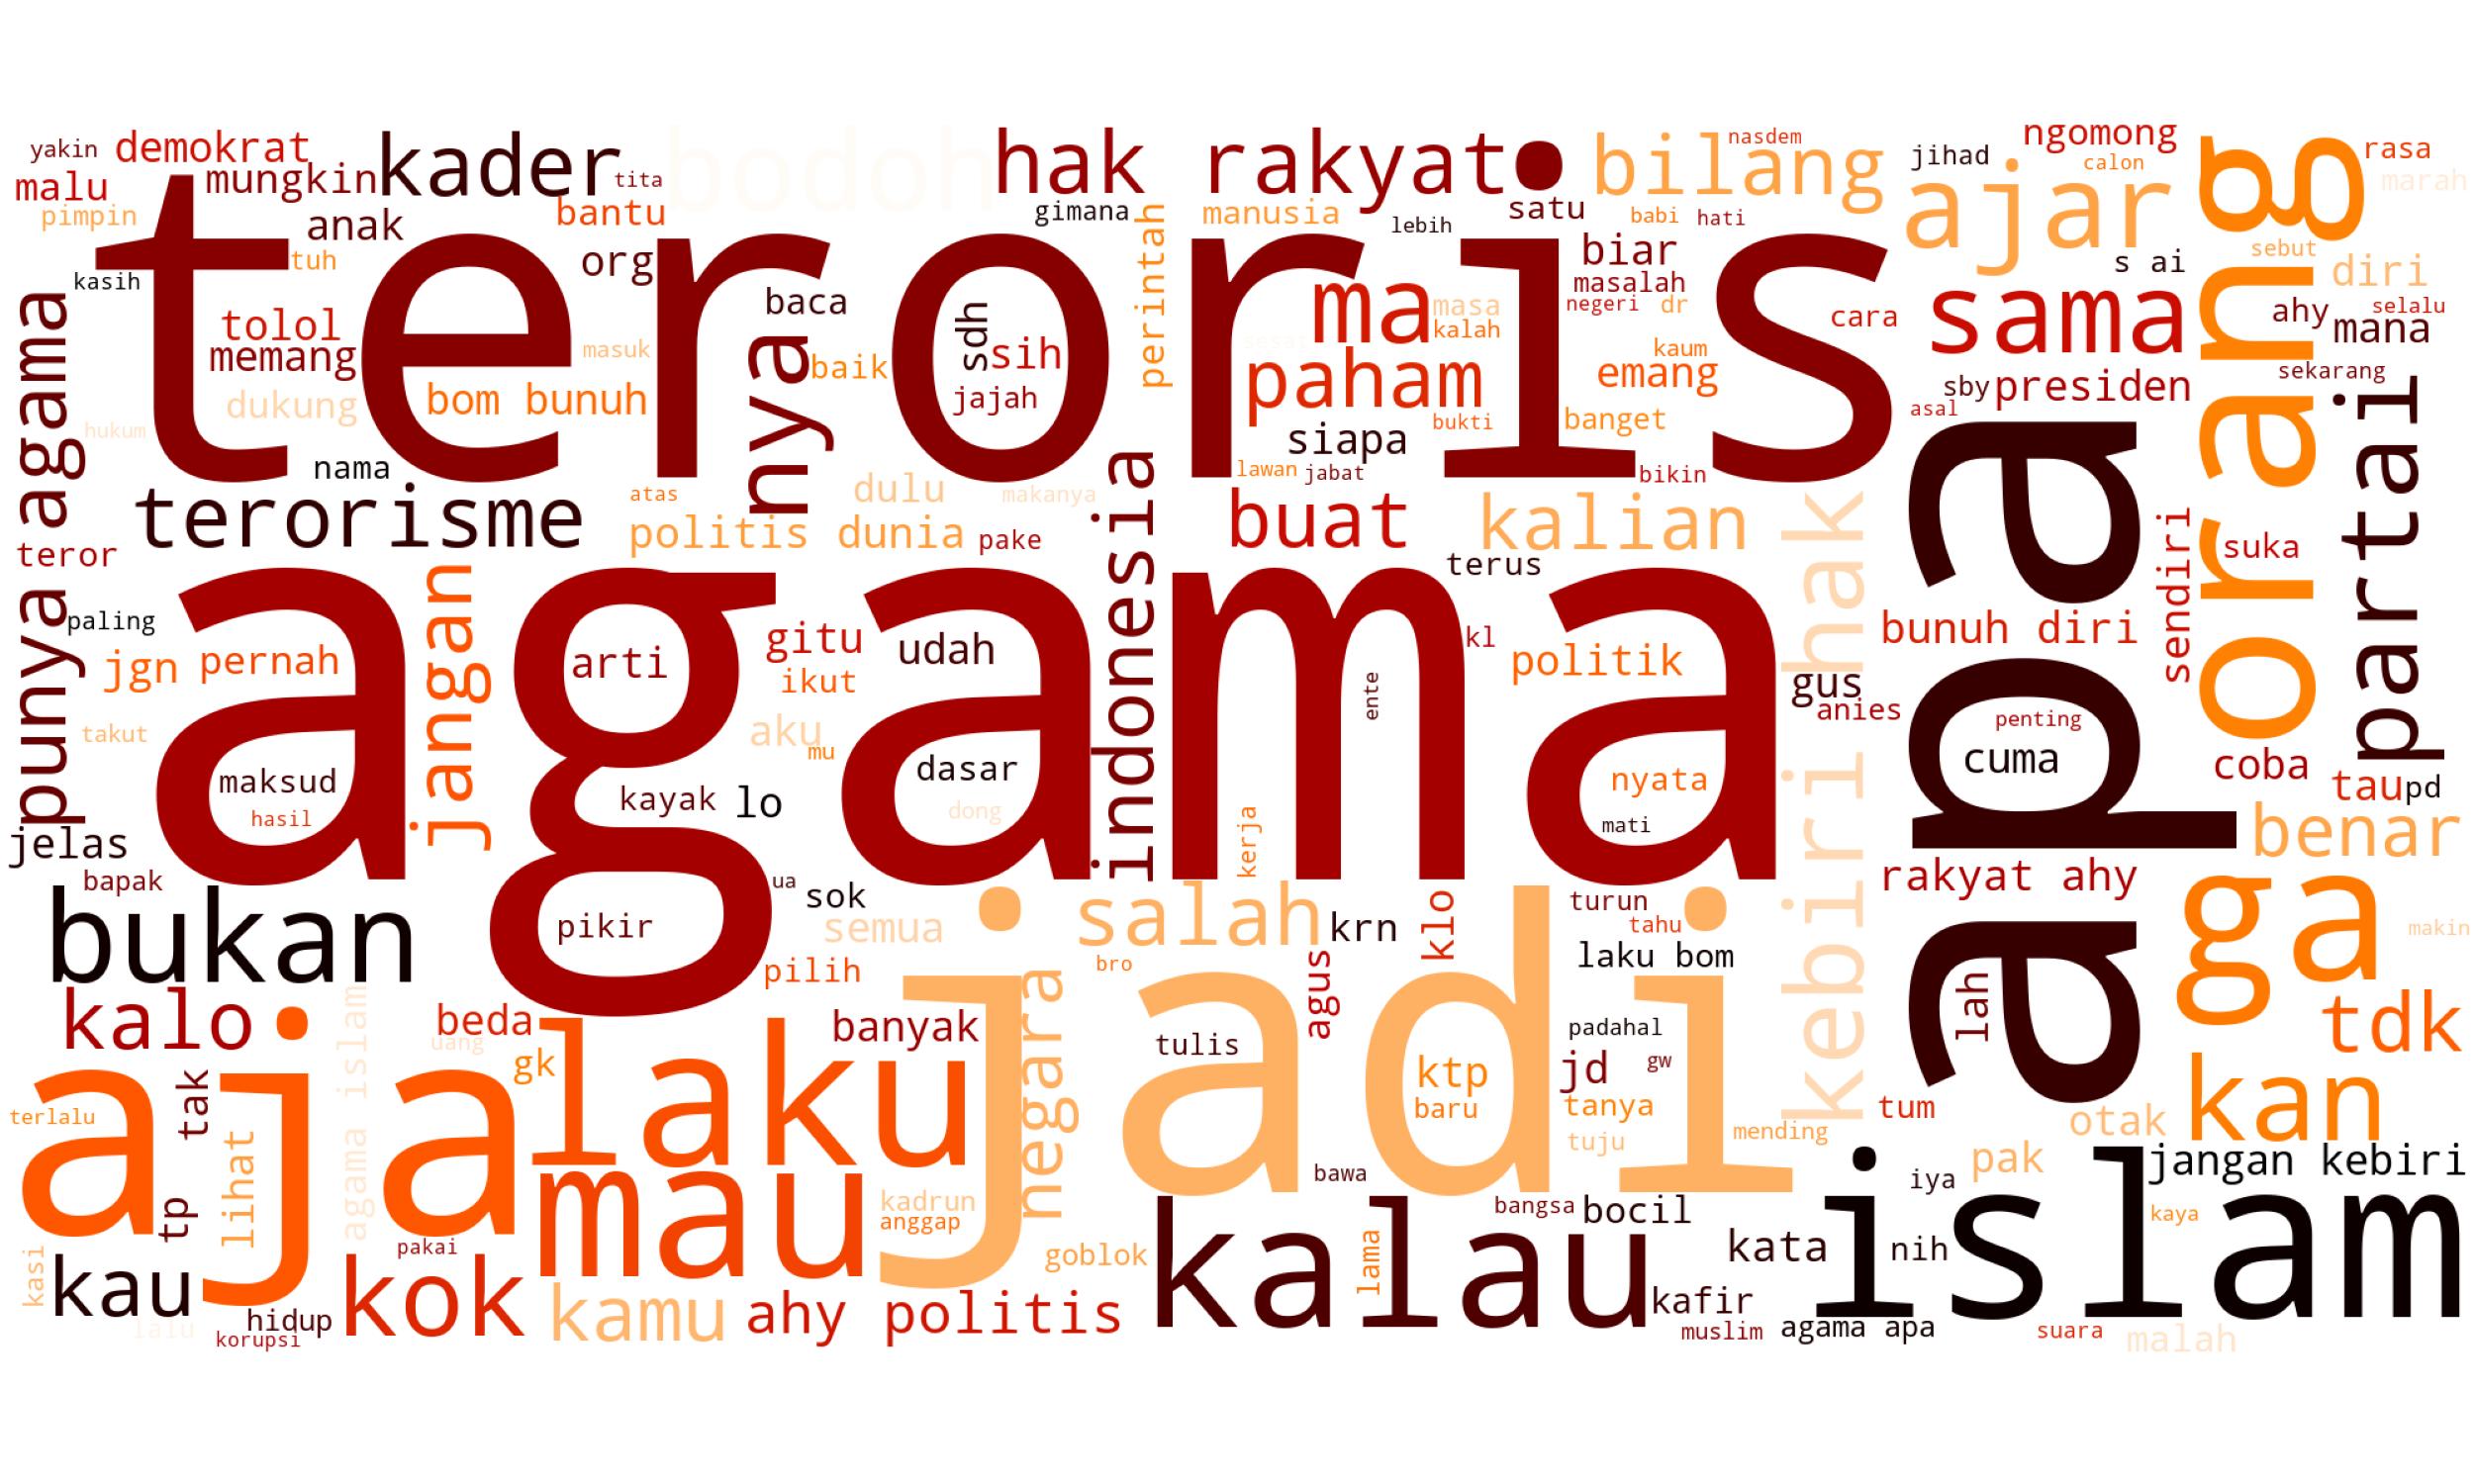 yakin
demokrat
malu
mungkin
kader
tita
bodoh
hak rakyat
bilang
nasdem
jihad
ngomong
calon
rasa
marah
pimpin
anak
bantu
org
gimana
manusia
lebih
satu
babi
hati
ajar
orang
sebut
diri
s ai
teroris
tuh
kasih
baca
perintah
ma
masa
kalah
biar
masalah
negeri
dr
cara
sama
ahy
selalu
mana
tolol
memang
masuk
nya
sdh
sih
jajah
baik
paham
kaum
emang
sby
presiden
sekarang
dukung
bom bunuh
bukti
banget
asal
hukum
punya agama
nama
siapa
lawan
jabat
bikin
terorisme
atas
dulu
makanya
indonesia
buat
kalian
kebiri hak
apa
partai
teror
politis dunia
pake
terus
sendiri
suka
agama
paling
jangan
jgn
pernah
arti
gitu
ikut
udah
ente
kl
politik
bunuh diri
gus
anies
penting
takut
aku
mu
maksud
hasil
kayak
lo
dasar
dong
kerja
nyata
mati
cuma
coba
tau
pd
jelas
bapak
benar
rakyat ahy
bukan
pikir
ua
sok
semua
salah
krn
klo
turun
tahu
laku bom
ga
makin
pilih
bro
kalo
agama islam
beda
uang
gk
banyak
negara
jadi
agus
tulis
padahal
lah
tdk
aja
laku
ktp
baru
jd
gw
tanya
tuju
mending
tum
otak
kan
terlalu
tak
lihat
tp
mau
kadrun
anggap
bawa
bangsa
bocil
iya
pak
jangan kebiri
kasi
kau
pakai
kok
kamu
goblok
kalau
lama
kata
nih
islam
kaya
lalu
hidup
korupsi
ahy politis
kafir
muslim
agama apa
suara
malah